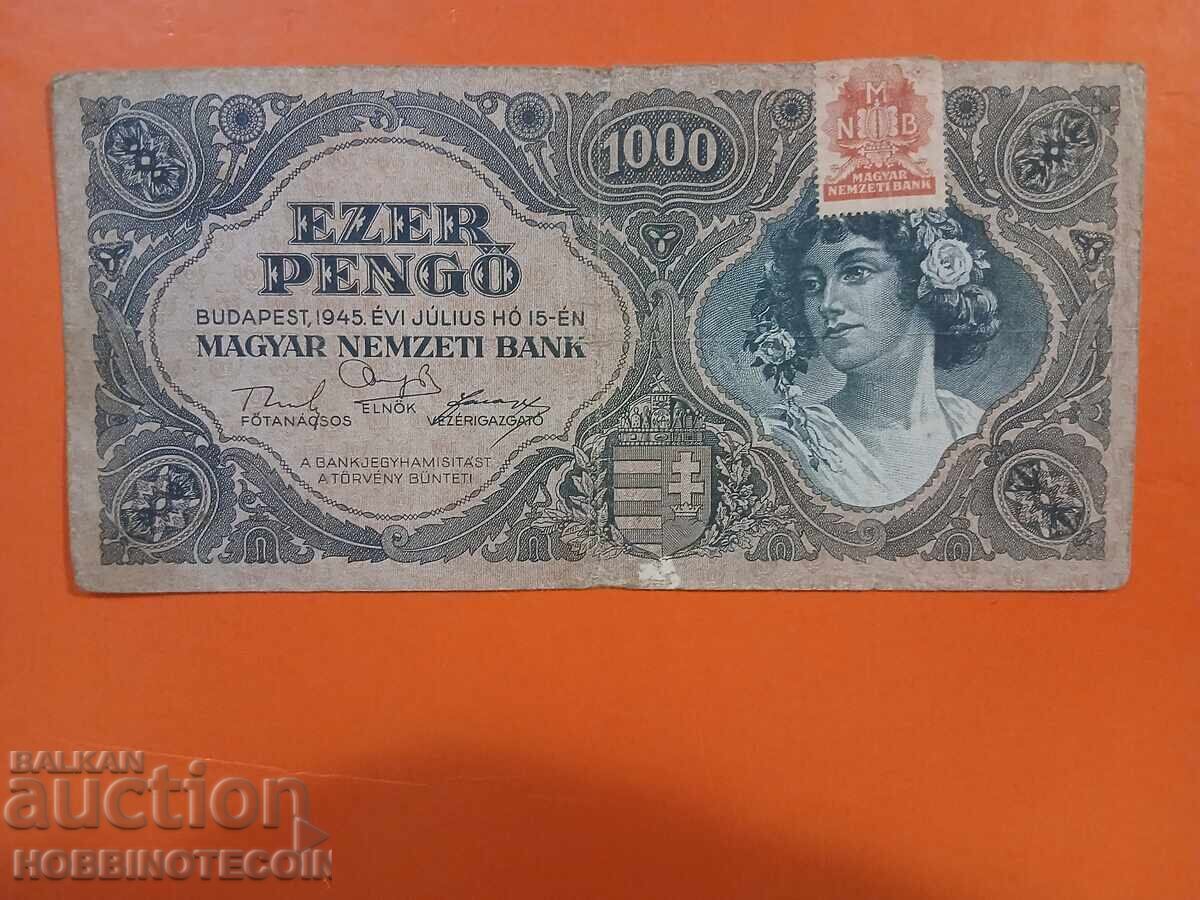 1000
M
N B
MAGYAR
NEMZETI BANK
EZER
PENGŐ
BUDAPEST, 1945. ÉVI JÚLIUS HÓ 15-ÉN
MAGYAR NEMZETI BANK
FŐTANÁCSOS
ELNÖK
VEZÉRIGAZGATÓ
A BANKJEGYHAMISITÁST
A TÖRVÉNY BÜNTETI
BALKAN
auction
HOBBINOTECOIN